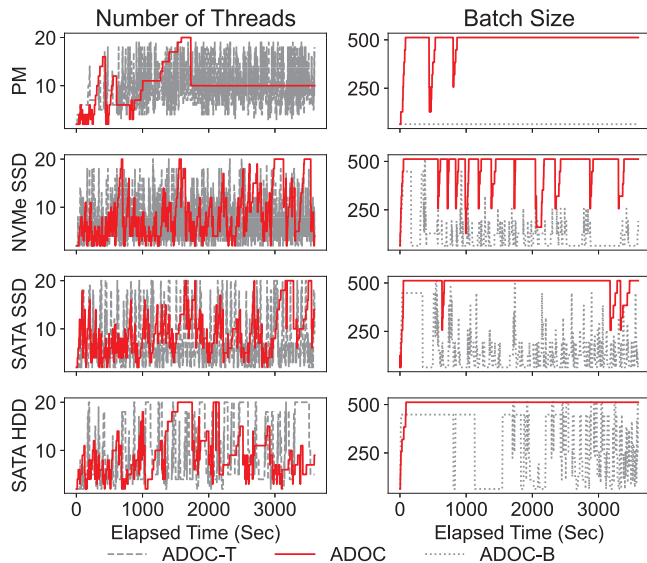 Number of Threads
Batch Size
PM
20
10
500
250
NVMe SSD
20
10
500
250
SATA SSD
20
10
500
250
SATA HDD
20
10
500
250
0 1000 2000 3000
0 1000 2000 3000
Elapsed Time (Sec)
Elapsed Time (Sec)
ADOC-T ADOC ADOC-B